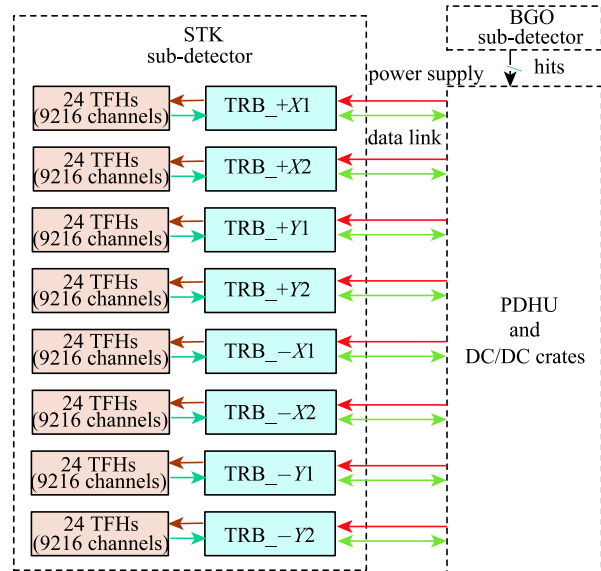 STK
sub-detector
BGO
sub-detector
hits
power supply
data link
24 TFHs
(9216 channels)
TRB_+X1
24 TFHs
(9216 channels)
TRB_+X2
24 TFHs
(9216 channels)
TRB_+Y1
24 TFHs
(9216 channels)
TRB_+Y2
24 TFHs
(9216 channels)
TRB_−X1
24 TFHs
(9216 channels)
TRB_−X2
24 TFHs
(9216 channels)
TRB_−Y1
24 TFHs
(9216 channels)
TRB_−Y2
PDHU
and
DC/DC crates